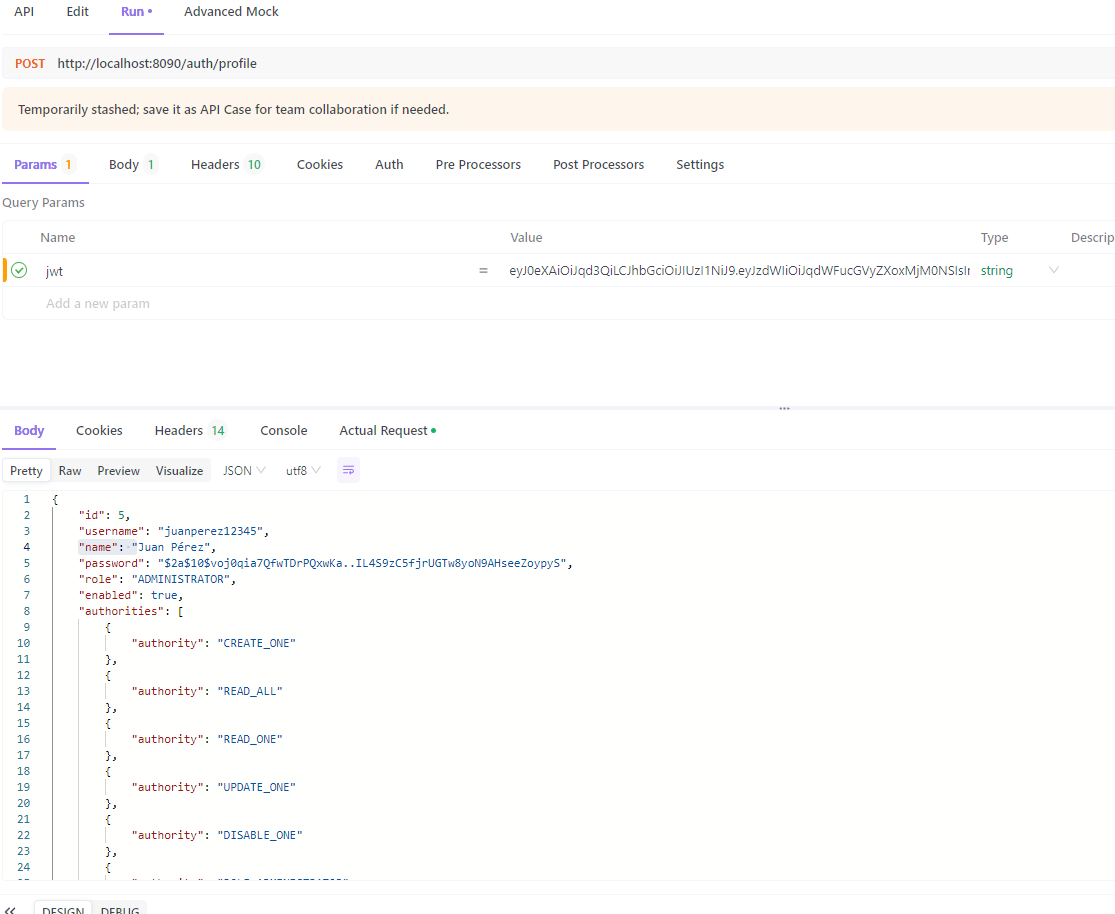 API Edit Run • Advanced Mock
POST http://localhost:8090/auth/profile
Temporarily stashed; save it as API Case for team collaboration if needed.
Params 1 Body 1 Headers 10 Cookies Auth Pre Processors Post Processors Settings
Query Params
Name Value Type Descrip
jwt = eyJ0eXAiOiJqd3QiLCJhbGciOiJIUzI1NiJ9.eyJzdWIiOiJqdWFucGVyZXoxMjM0NSIsIr string
Add a new param
Body Cookies Headers 14 Console Actual Request •
Pretty Raw Preview Visualize JSON utf8
1 {
2 "id": 5,
3 "username": "juanperez12345",
4 "name": "Juan Pérez",
5 "password": "$2a$10$voj0qia7QfwTDrPQxwKa..IL4S9zC5fjrUGTw8yoN9AHseeZoypyS",
6 "role": "ADMINISTRATOR",
7 "enabled": true,
8 "authorities": [
9 {
10 "authority": "CREATE_ONE"
11 },
12 {
13 "authority": "READ_ALL"
14 },
15 {
16 "authority": "READ_ONE"
17 },
18 {
19 "authority": "UPDATE_ONE"
20 },
21 {
22 "authority": "DISABLE_ONE"
23 },
24 {
DESIGN DEBUG